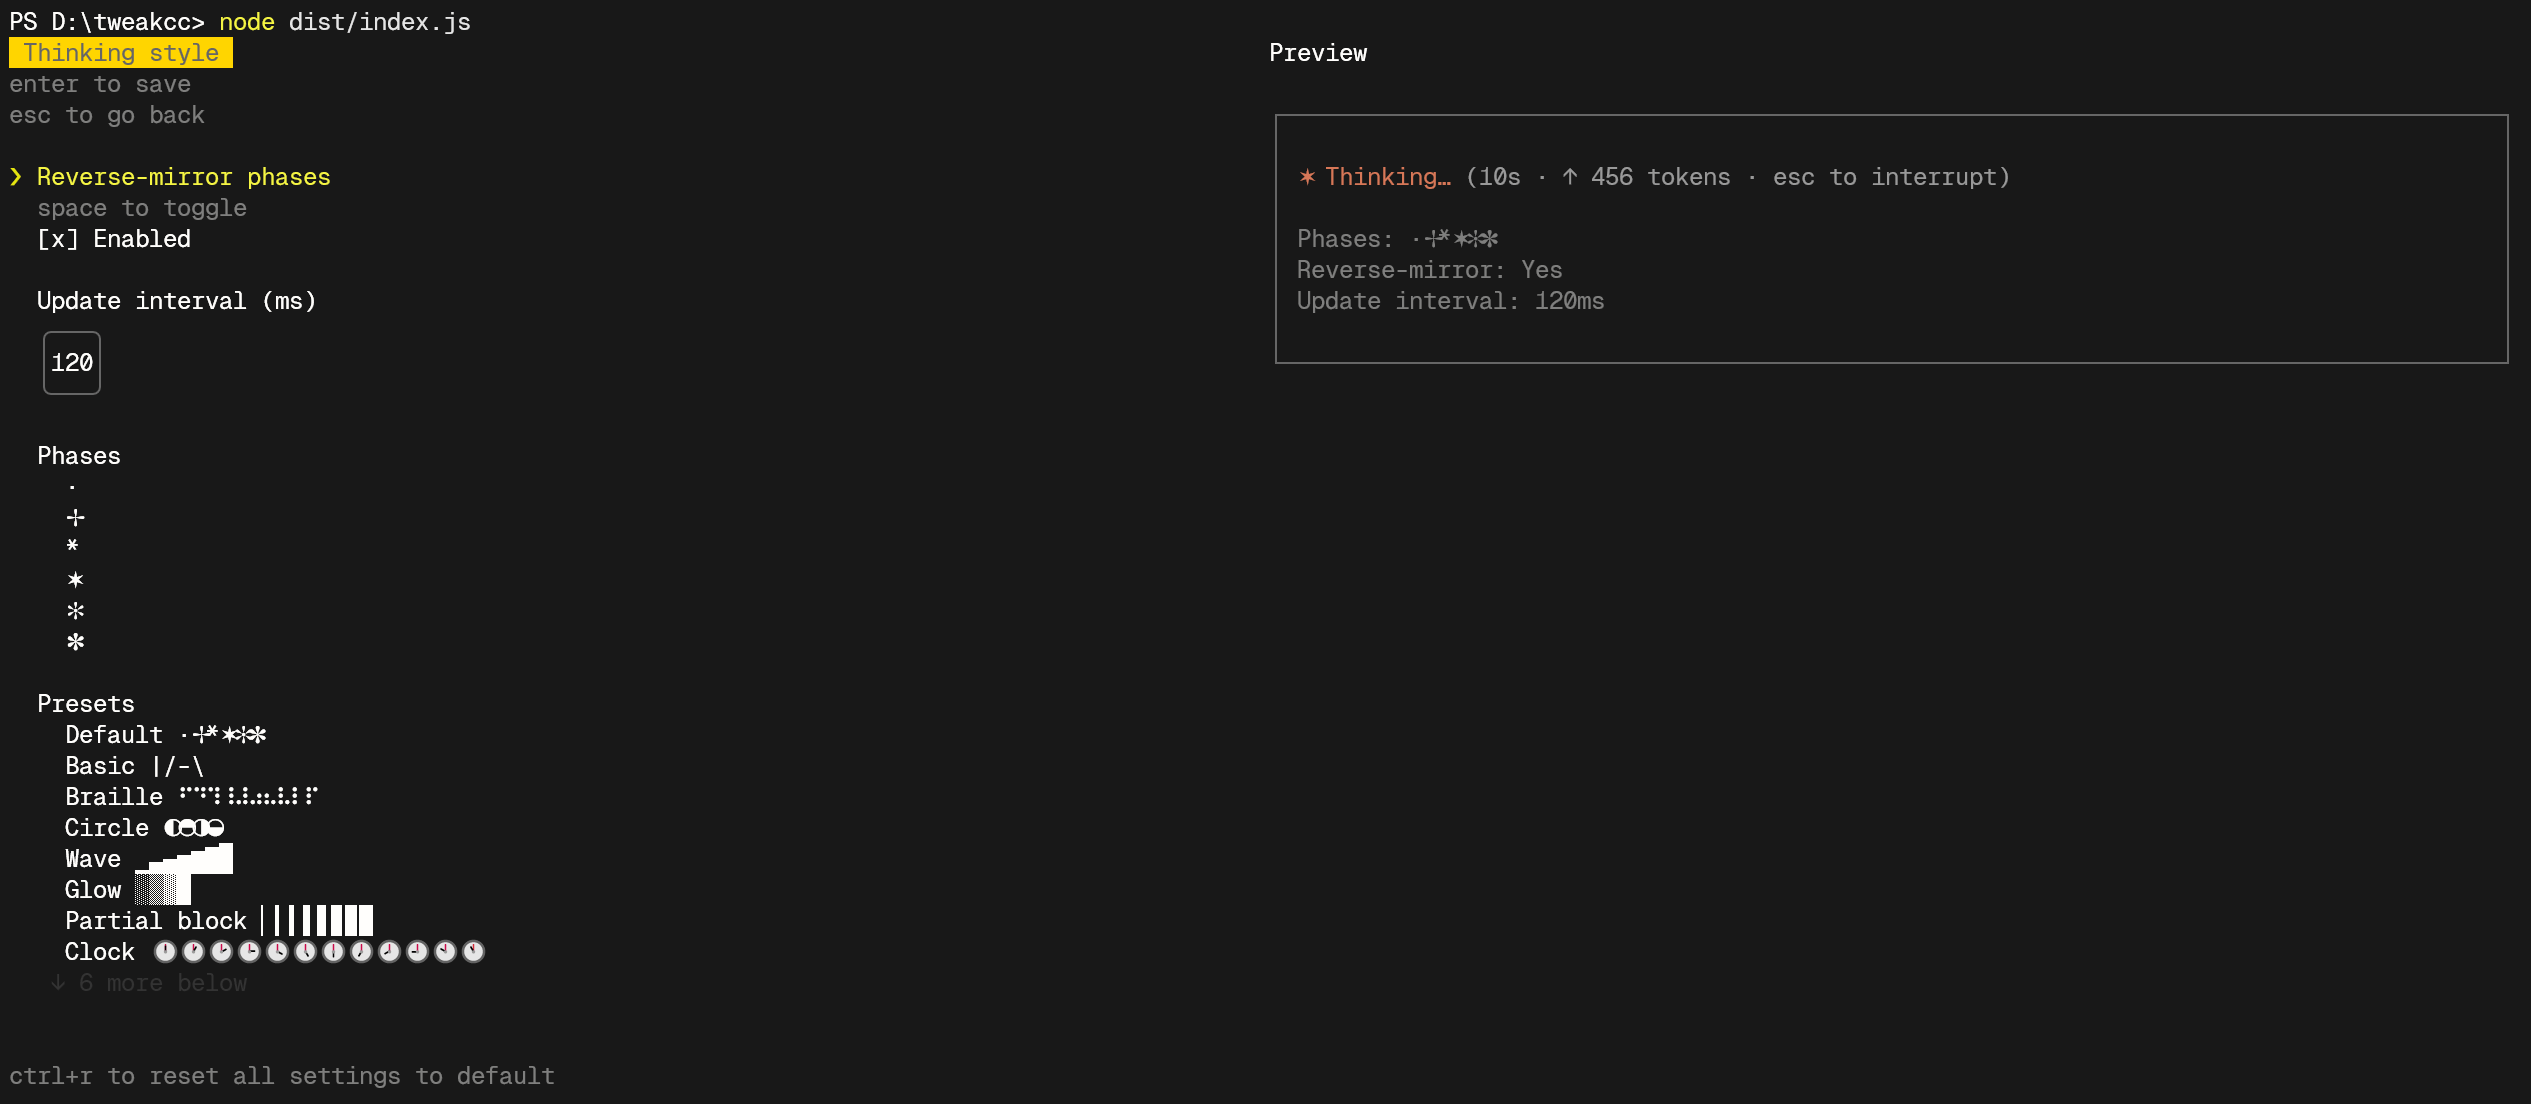 PS D:\tweakcc> node dist/index.js
Thinking style
enter to save
esc to go back
❯ Reverse-mirror phases
space to toggle
[x] Enabled
Update interval (ms)
120
Phases
·
✢
*
✶
✻
✽
Presets
Default ·✢*✶✻✽
Basic |/-\
Braille ⠋⠙⠹⠸⠼⠴⠦⠧⠇⠏
Circle ◐◓◑◒
Wave ▁▃▄▅▆▇█
Glow ░▒▓█
Partial block ▏▎▍▌▋▊▉█
Clock 🕛🕐🕑🕒🕓🕔🕕🕖🕗🕘🕙🕚
↓ 6 more below
ctrl+r to reset all settings to default
Preview
✶ Thinking… (10s · ↑ 456 tokens · esc to interrupt)
Phases: ·✢*✶✻✽
Reverse-mirror: Yes
Update interval: 120ms